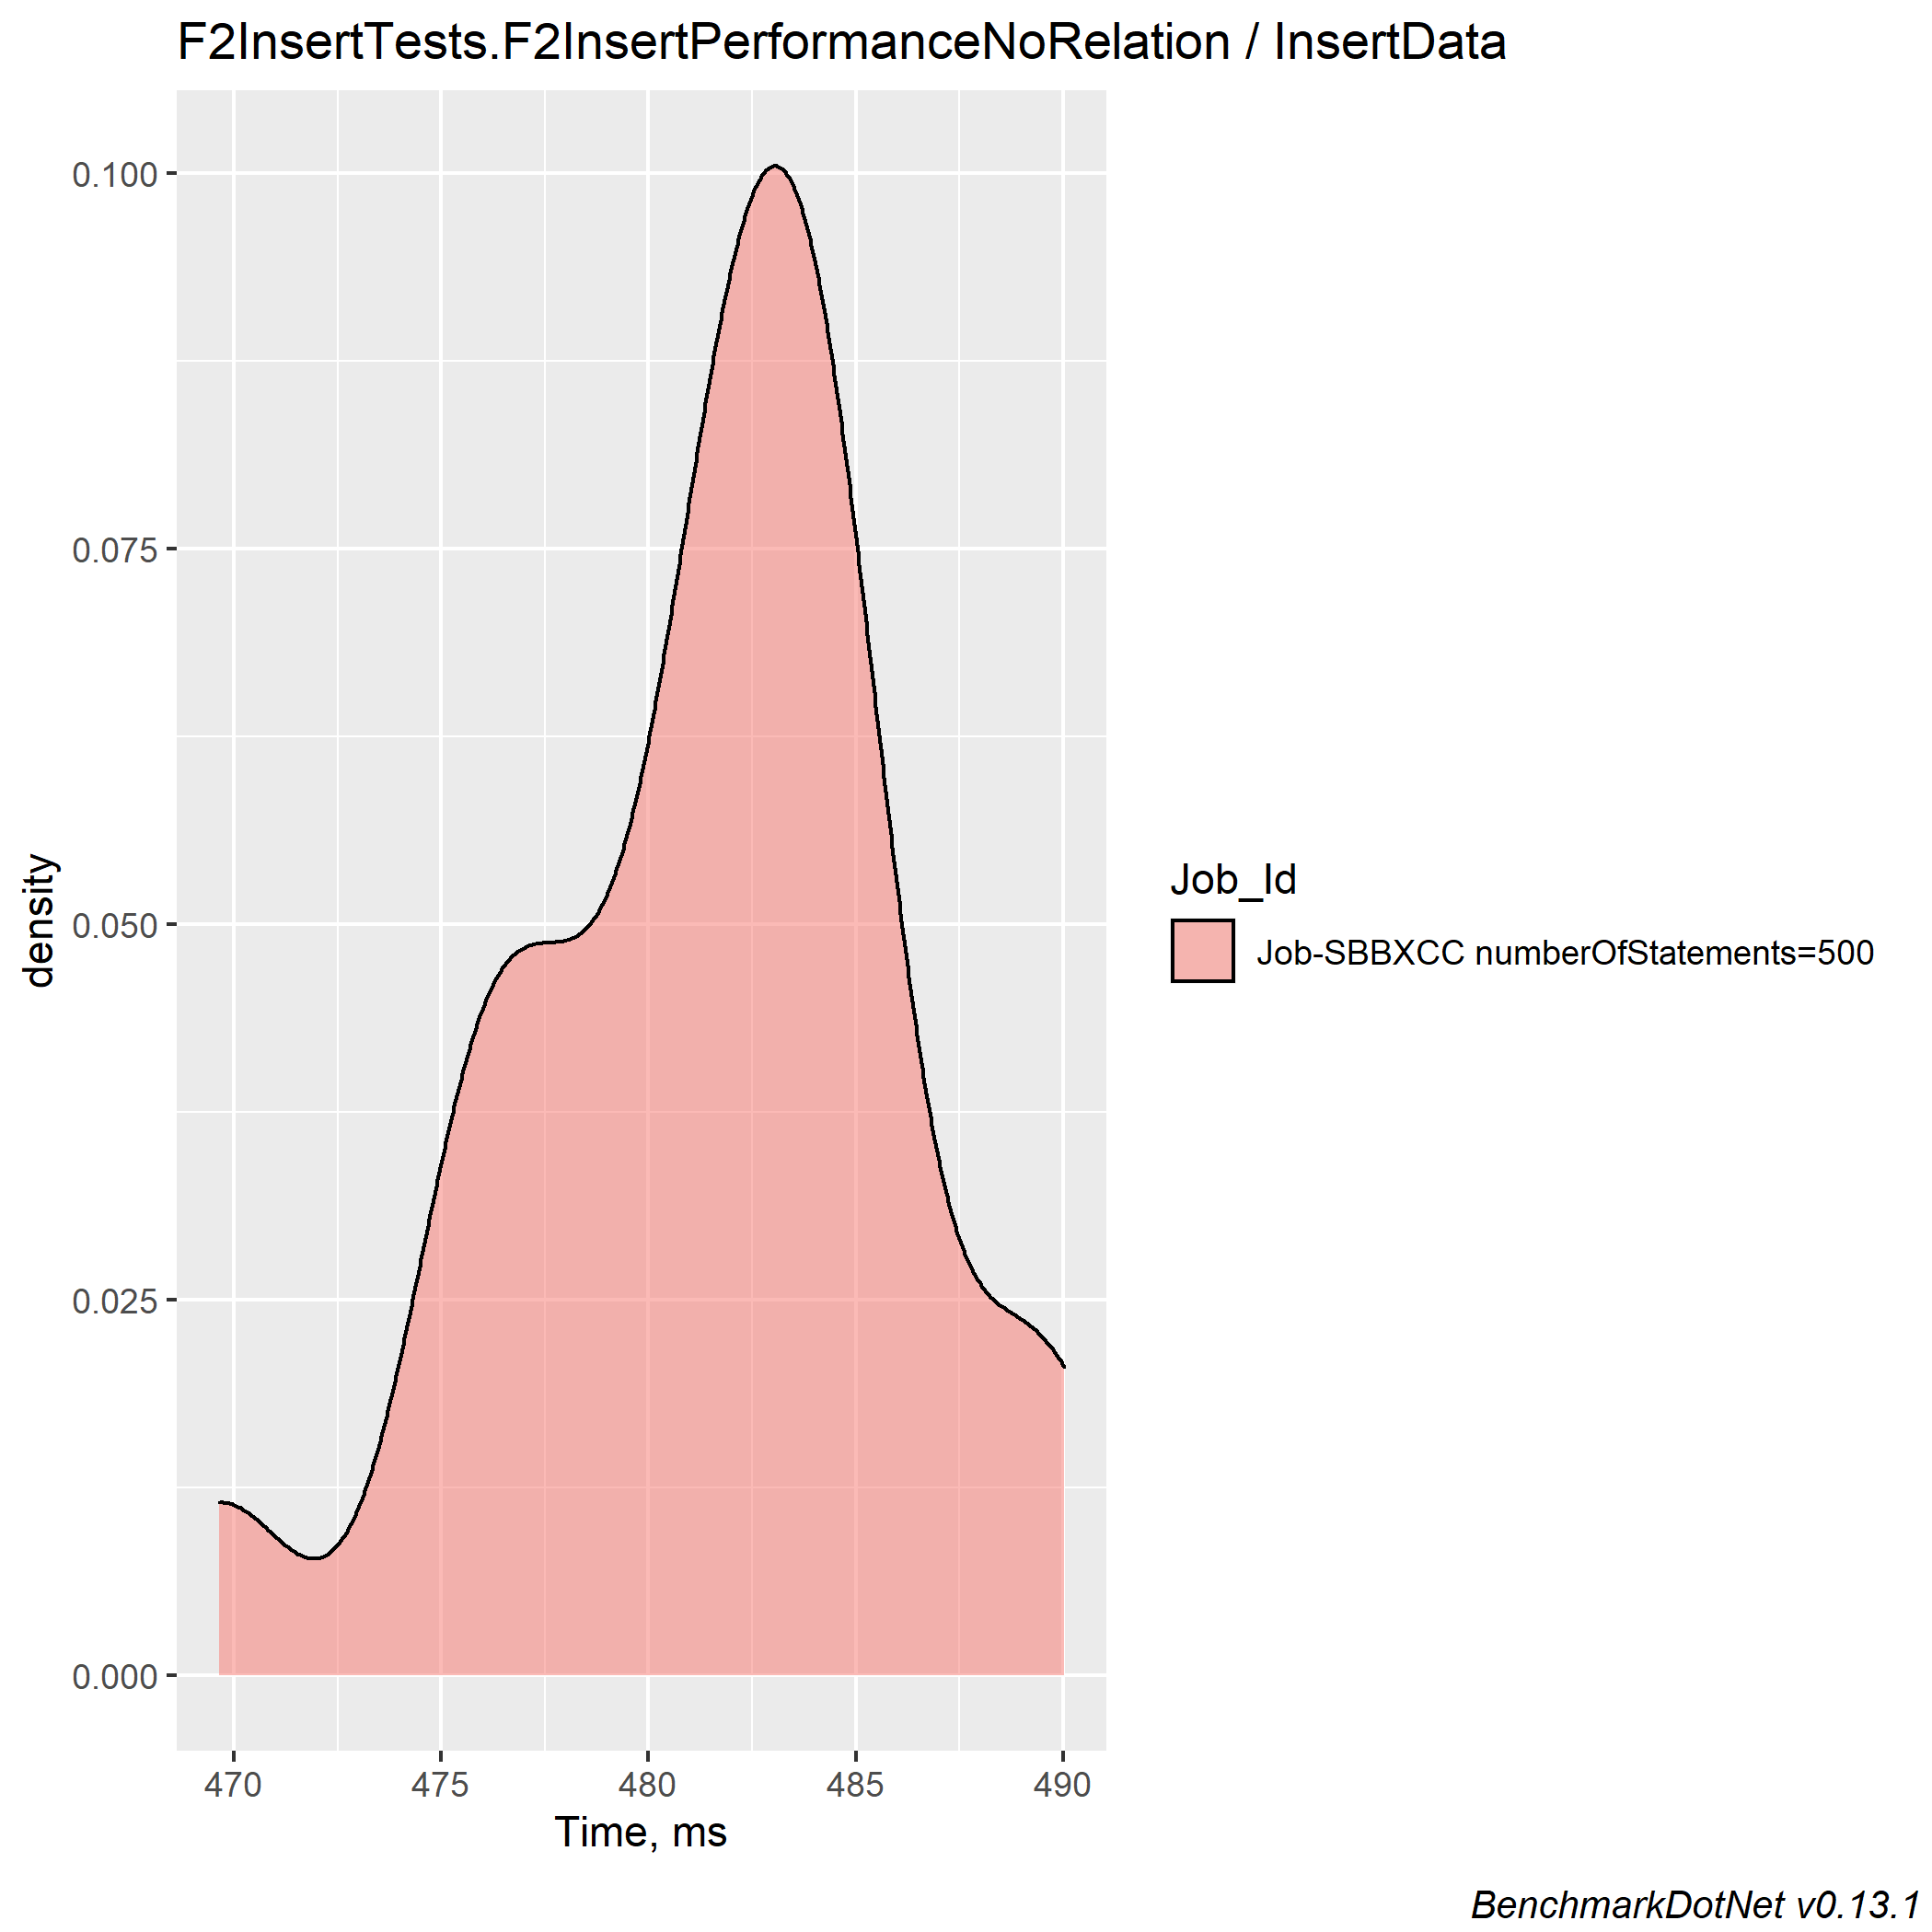 F2InsertTests.F2InsertPerformanceNoRelation / InsertData
0.100
0.075
0.050
0.025
0.000
density
470 475 480 485 490
Time, ms
Job_Id
Job-SBBXCC numberOfStatements=500
BenchmarkDotNet v0.13.1